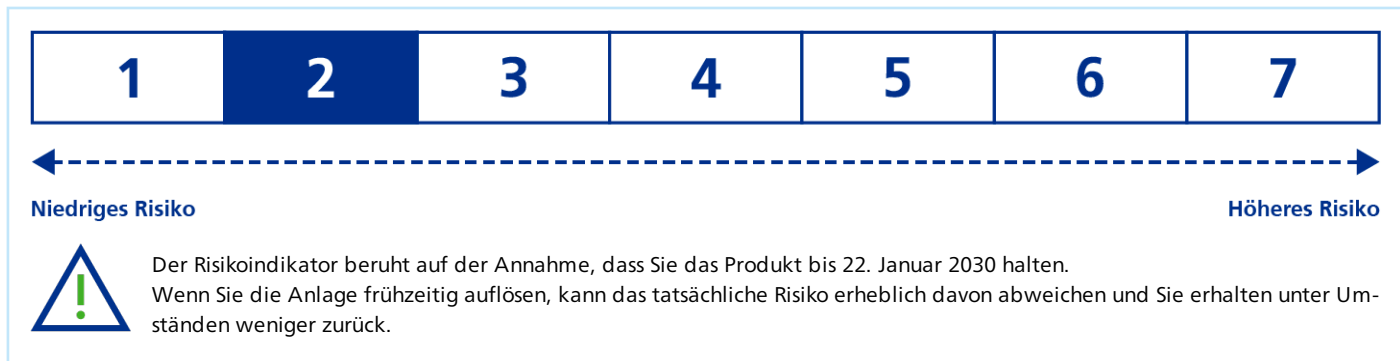 1 2 3 4 5 6 7
Niedriges Risiko Höheres Risiko
!
Der Risikoindikator beruht auf der Annahme, dass Sie das Produkt bis 22. Januar 2030 halten.
Wenn Sie die Anlage frühzeitig auflösen, kann das tatsächliche Risiko erheblich davon abweichen und Sie erhalten unter Um-
ständen weniger zurück.